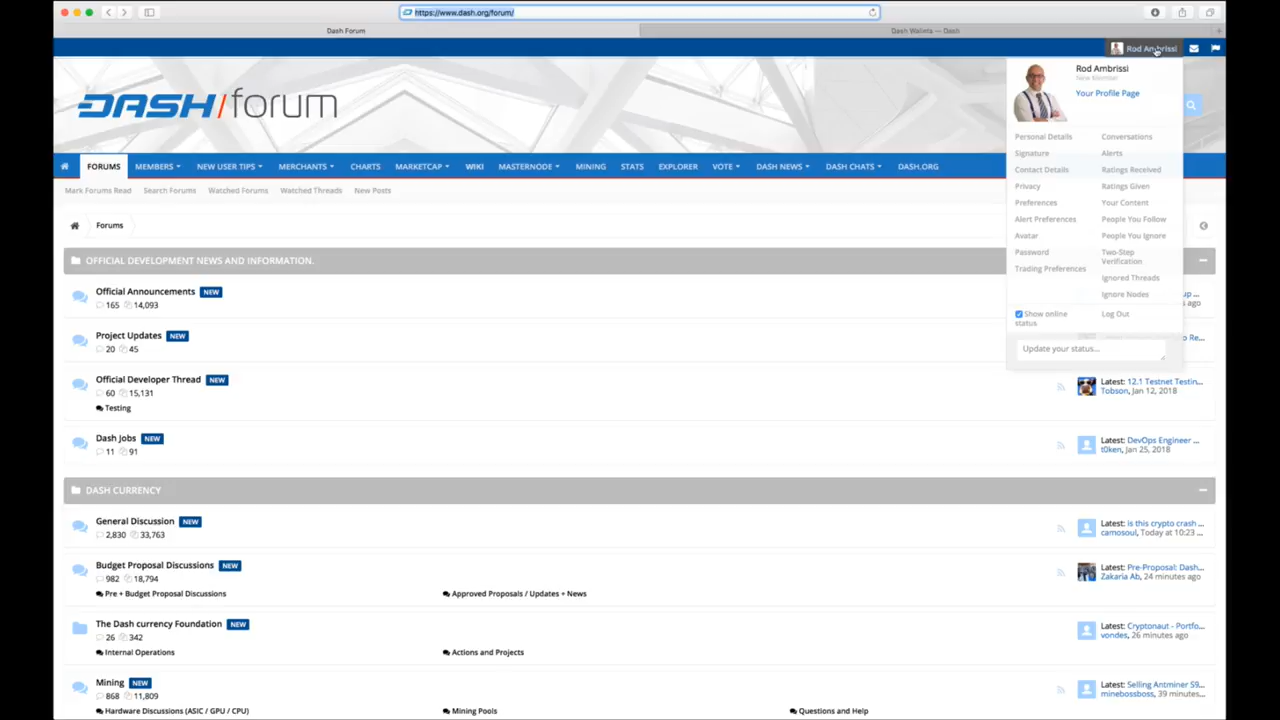 https://www.dash.org/forum/
Dash Forum
Dash Wallets — Dash
Rod Ambrissi
DASH/forum
Rod Ambrissi
New Member
Your Profile Page
Personal Details
Conversations
Signature
Alerts
Contact Details
Ratings Received
Privacy
Ratings Given
Preferences
Your Content
Alert Preferences
People You Follow
Avatar
People You Ignore
Password
Two-Step
Verification
Trading Preferences
Ignored Threads
Ignore Nodes
Show online
status
Log Out
Update your status...
FORUMS MEMBERS NEW USER TIPS MERCHANTS CHARTS MARKETCAP WIKI MASTERNODE MINING STATS EXPLORER VOTE DASH NEWS DASH CHATS DASH.ORG
Mark Forums Read Search Forums Watched Forums Watched Threads New Posts
Forums
OFFICIAL DEVELOPMENT NEWS AND INFORMATION.
Official Announcements NEW
165 14,093
up ...
ago
Project Updates NEW
20 45
Re...
Official Developer Thread NEW
60 15,131
Testing
Latest: 12.1 Testnet Testin...
Tobson, Jan 12, 2018
Dash Jobs NEW
11 91
Latest: DevOps Engineer ...
t0ken, Jan 25, 2018
DASH CURRENCY
General Discussion NEW
2,830 33,763
Latest: is this crypto crash ...
camosoul, Today at 10:23 ...
Budget Proposal Discussions NEW
982 18,794
Pre + Budget Proposal Discussions
Approved Proposals / Updates + News
Latest: Pre-Proposal: Dash...
Zakaria Ab, 24 minutes ago
The Dash currency Foundation NEW
26 342
Internal Operations
Actions and Projects
Latest: Cryptonaut - Portfo...
vondes, 26 minutes ago
Mining NEW
868 11,809
Hardware Discussions (ASIC / GPU / CPU)
Mining Pools
Questions and Help
Latest: Selling Antminer S9...
minebossboss, 39 minutes...